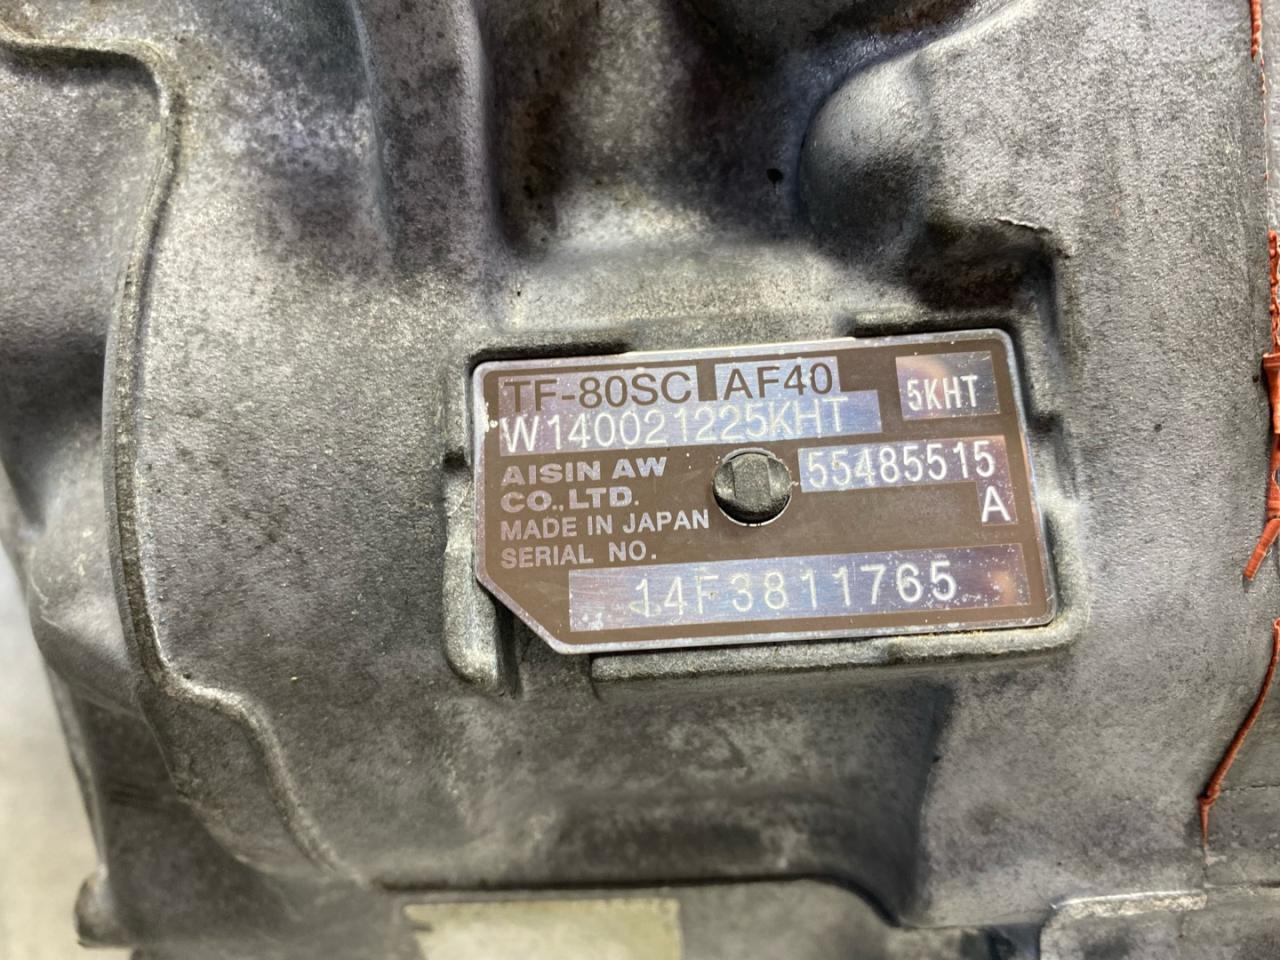 TF-80SC AF40
5KHT
W140021225KHT
AISIN AW
CO.,LTD.
55485515
MADE IN JAPAN
A
SERIAL NO.
14F3811765